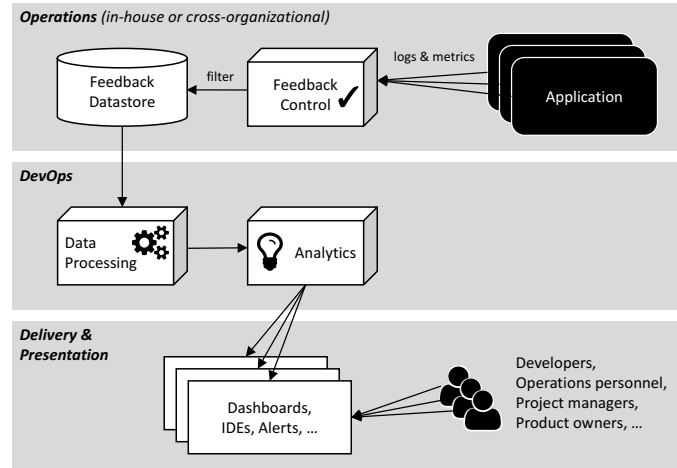 Operations (in-house or cross-organizational)
Feedback
Datastore
filter
Feedback
Control
logs & metrics
Application
DevOps
Data
Processing
Analytics
Delivery &
Presentation
Dashboards,
IDEs, Alerts, ...
Developers,
Operations personnel,
Project managers,
Product owners, ...